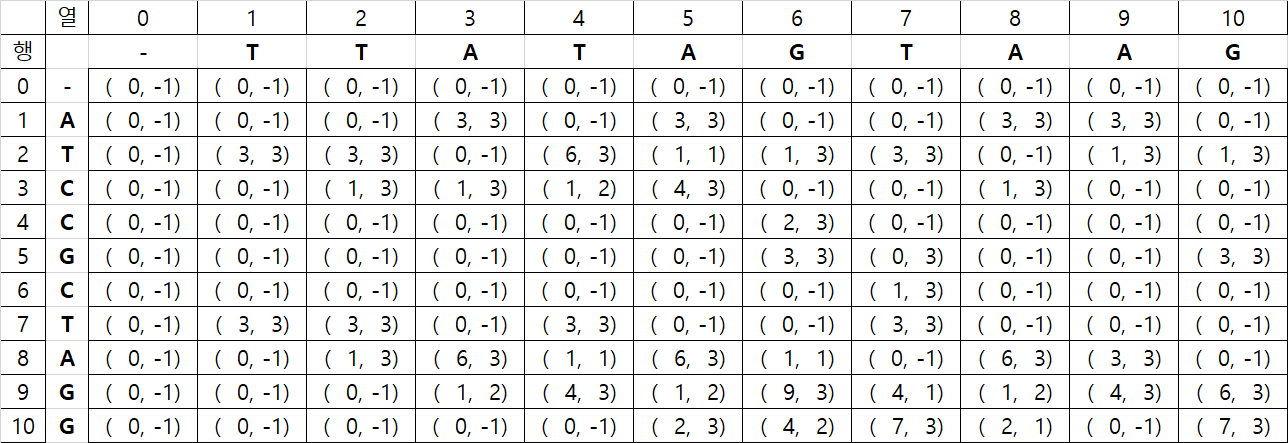 열 0 1 2 3 4 5 6 7 8 9 10
행 - T T A T A G T A A G
0 - ( 0, -1) ( 0, -1) ( 0, -1) ( 0, -1) ( 0, -1) ( 0, -1) ( 0, -1) ( 0, -1) ( 0, -1) ( 0, -1) ( 0, -1)
1 A ( 0, -1) ( 0, -1) ( 0, -1) ( 3, 3) ( 0, -1) ( 3, 3) ( 0, -1) ( 0, -1) ( 3, 3) ( 3, 3) ( 0, -1)
2 T ( 0, -1) ( 3, 3) ( 3, 3) ( 0, -1) ( 6, 3) ( 1, 1) ( 1, 3) ( 3, 3) ( 0, -1) ( 1, 3) ( 1, 3)
3 C ( 0, -1) ( 0, -1) ( 1, 3) ( 1, 3) ( 1, 2) ( 4, 3) ( 0, -1) ( 0, -1) ( 1, 3) ( 0, -1) ( 0, -1)
4 C ( 0, -1) ( 0, -1) ( 0, -1) ( 0, -1) ( 0, -1) ( 0, -1) ( 2, 3) ( 0, -1) ( 0, -1) ( 0, -1) ( 0, -1)
5 G ( 0, -1) ( 0, -1) ( 0, -1) ( 0, -1) ( 0, -1) ( 0, -1) ( 3, 3) ( 0, 3) ( 0, -1) ( 0, -1) ( 3, 3)
6 C ( 0, -1) ( 0, -1) ( 0, -1) ( 0, -1) ( 0, -1) ( 0, -1) ( 0, -1) ( 1, 3) ( 0, -1) ( 0, -1) ( 0, -1)
7 T ( 0, -1) ( 3, 3) ( 3, 3) ( 0, -1) ( 3, 3) ( 0, -1) ( 0, -1) ( 3, 3) ( 0, -1) ( 0, -1) ( 0, -1)
8 A ( 0, -1) ( 0, -1) ( 1, 3) ( 6, 3) ( 1, 1) ( 6, 3) ( 1, 1) ( 0, -1) ( 6, 3) ( 3, 3) ( 0, -1)
9 G ( 0, -1) ( 0, -1) ( 0, -1) ( 1, 2) ( 4, 3) ( 1, 2) ( 9, 3) ( 4, 1) ( 1, 2) ( 4, 3) ( 6, 3)
10 G ( 0, -1) ( 0, -1) ( 0, -1) ( 0, -1) ( 0, -1) ( 2, 3) ( 4, 2) ( 7, 3) ( 2, 1) ( 0, -1) ( 7, 3)